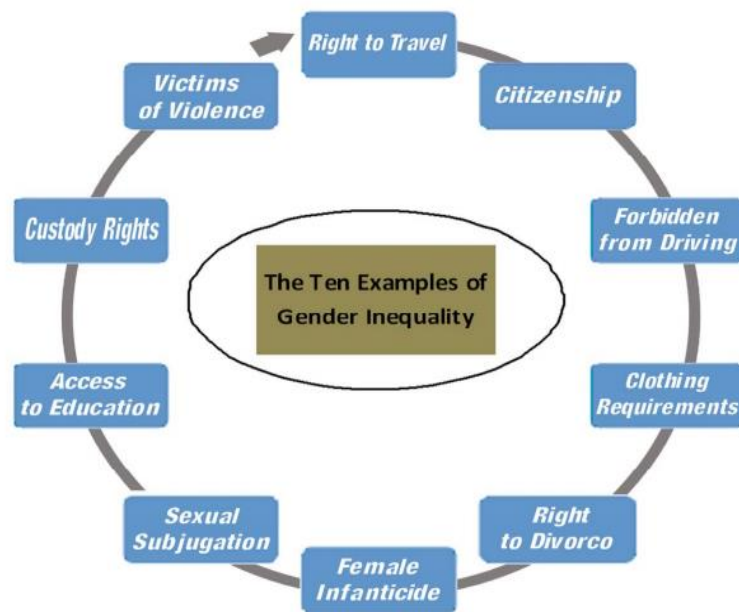 Right to Travel
Citizenship
Forbidden
from Driving
Clothing
Requirements
Right
to Divorco
Female
Infanticide
Sexual
Subjugation
Access
to Education
Custody Rights
Victims
of Violence
The Ten Examples of
Gender Inequality